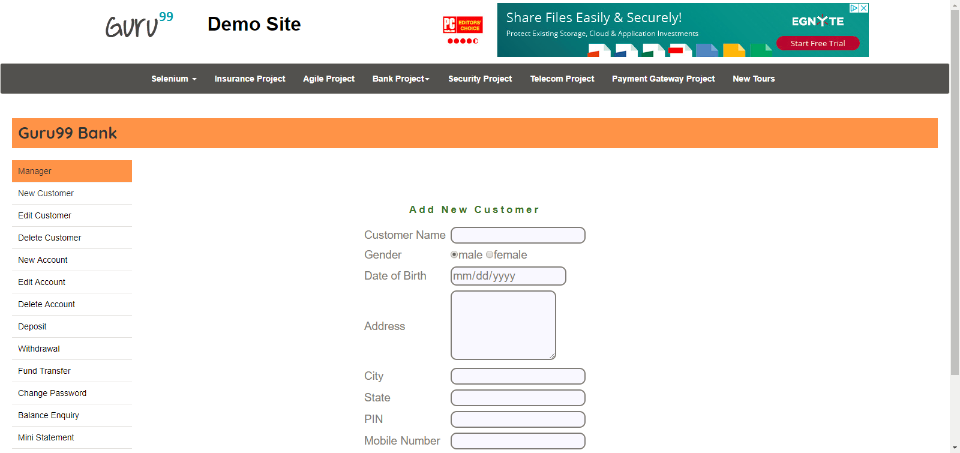 Guru99
Demo Site
PC EDITORS' CHOICE
Share Files Easily & Securely!
Protect Existing Storage, Cloud & Application Investments
EGNYTE
Start Free Trial
Selenium
Insurance Project
Agile Project
Bank Project
Security Project
Telecom Project
Payment Gateway Project
New Tours
Guru99 Bank
Manager
New Customer
Edit Customer
Delete Customer
New Account
Edit Account
Delete Account
Deposit
Withdrawal
Fund Transfer
Change Password
Balance Enquiry
Mini Statement
Add New Customer
Customer Name
Gender male female
Date of Birth mm/dd/yyyy
Address
City
State
PIN
Mobile Number